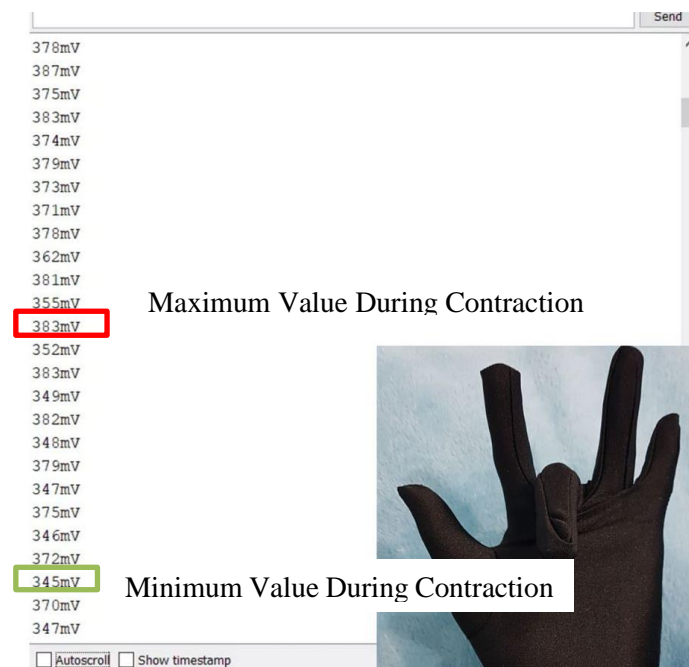 Send
378mV
387mV
375mV
383mV
374mV
379mV
373mV
371mV
378mV
362mV
381mV
355mV
Maximum Value During Contraction
383mV
352mV
383mV
349mV
382mV
348mV
379mV
347mV
375mV
346mV
372mV
345mV
Minimum Value During Contraction
370mV
347mV
Autoscroll Show timestamp